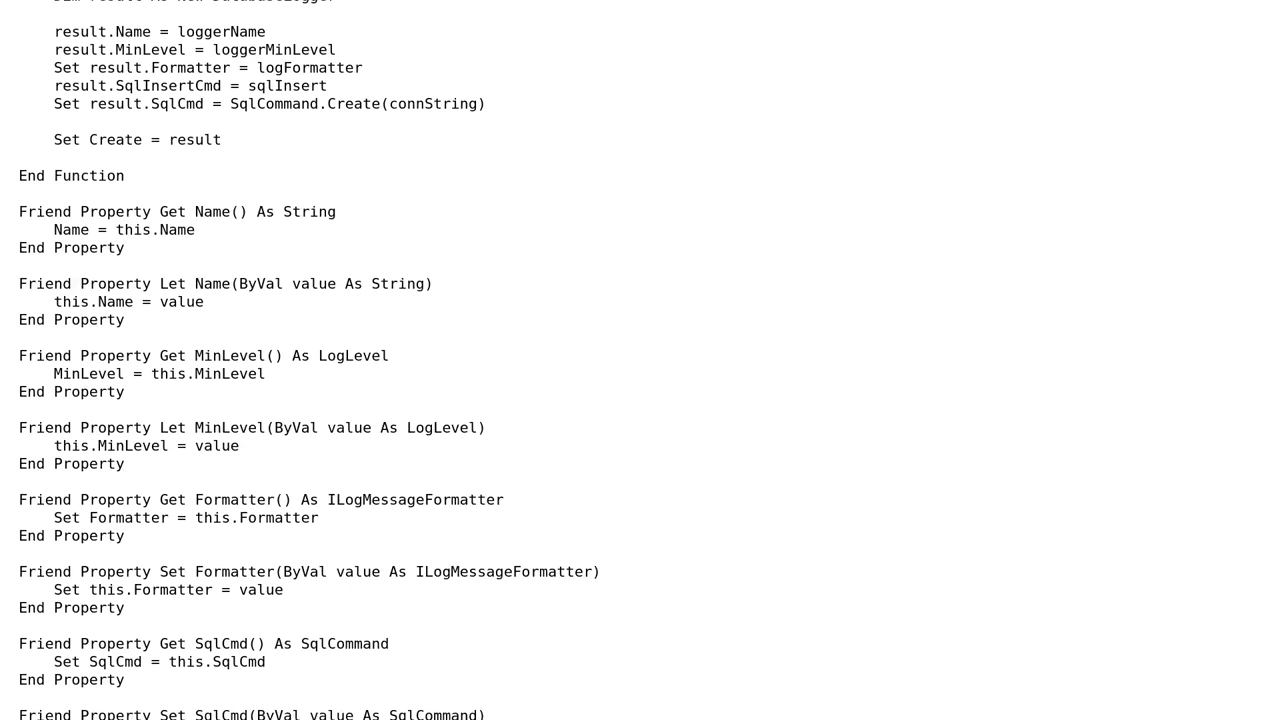 Dim result As New DatabaseLogger
result.Name = loggerName
result.MinLevel = loggerMinLevel
Set result.Formatter = logFormatter
result.SqlInsertCmd = sqlInsert
Set result.SqlCmd = SqlCommand.Create(connString)
Set Create = result
End Function
Friend Property Get Name() As String
Name = this.Name
End Property
Friend Property Let Name(ByVal value As String)
this.Name = value
End Property
Friend Property Get MinLevel() As LogLevel
MinLevel = this.MinLevel
End Property
Friend Property Let MinLevel(ByVal value As LogLevel)
this.MinLevel = value
End Property
Friend Property Get Formatter() As ILogMessageFormatter
Set Formatter = this.Formatter
End Property
Friend Property Set Formatter(ByVal value As ILogMessageFormatter)
Set this.Formatter = value
End Property
Friend Property Get SqlCmd() As SqlCommand
Set SqlCmd = this.SqlCmd
End Property
Friend Property Set SqlCmd(ByVal value As SqlCommand)